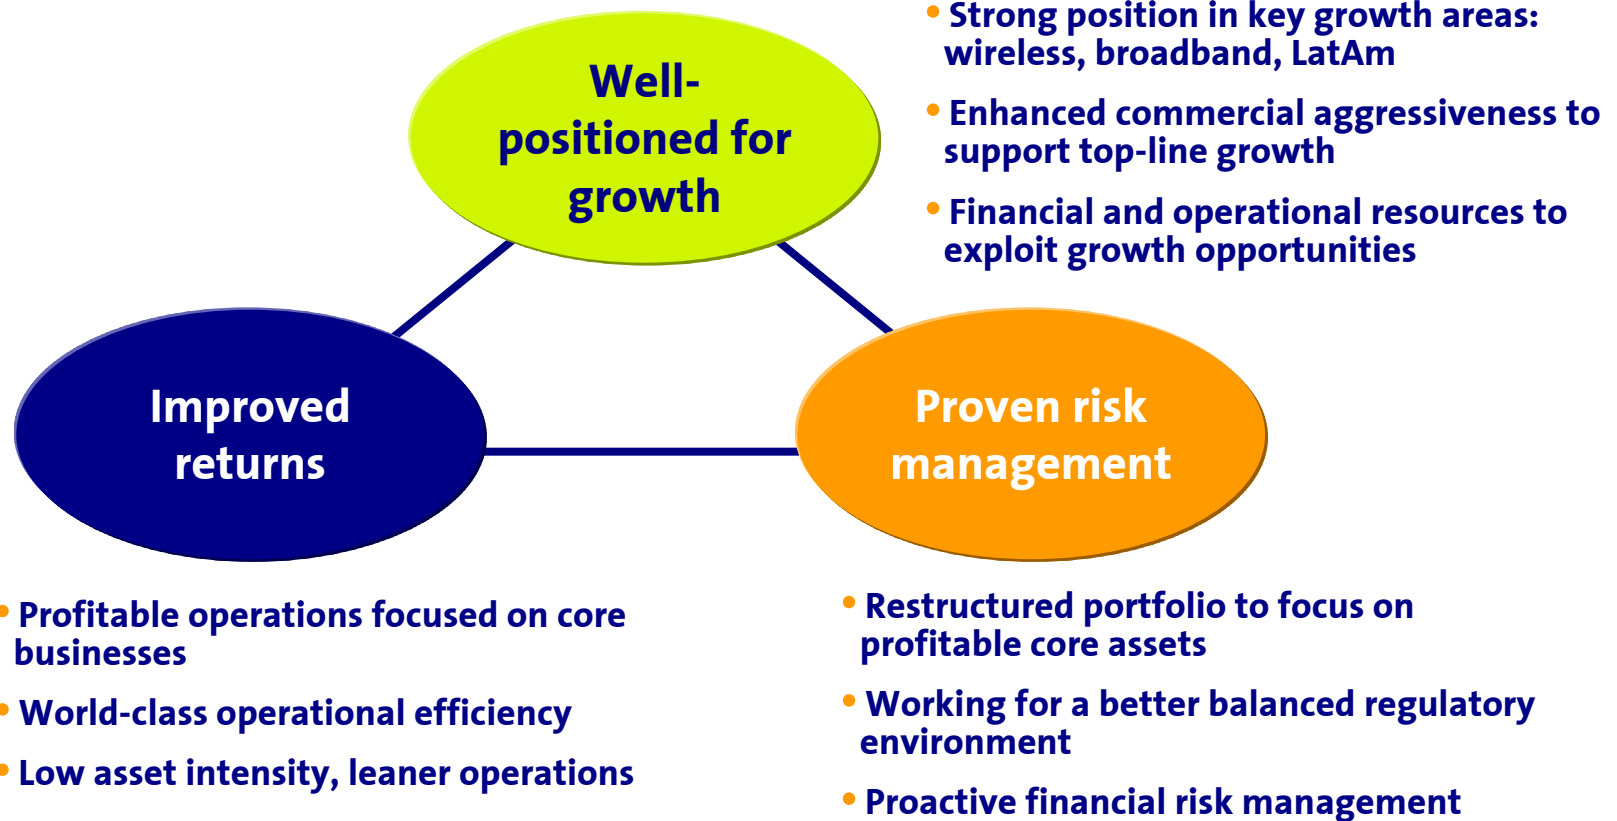 Well-
positioned for
growth
• Strong position in key growth areas:
wireless, broadband, LatAm
• Enhanced commercial aggressiveness to
support top-line growth
• Financial and operational resources to
exploit growth opportunities
Improved
returns
Proven risk
management
• Profitable operations focused on core
businesses
• World-class operational efficiency
• Low asset intensity, leaner operations
• Restructured portfolio to focus on
profitable core assets
• Working for a better balanced regulatory
environment
• Proactive financial risk management